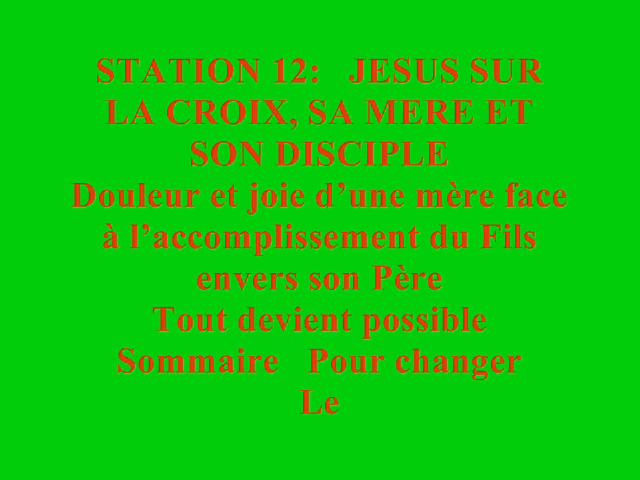 STATION 12: JESUS SUR
LA CROIX, SA MERE ET
SON DISCIPLE
Douleur et joie d’une mère face
à l’accomplissement du Fils
envers son Père
Tout devient possible
Sommaire Pour changer
Le